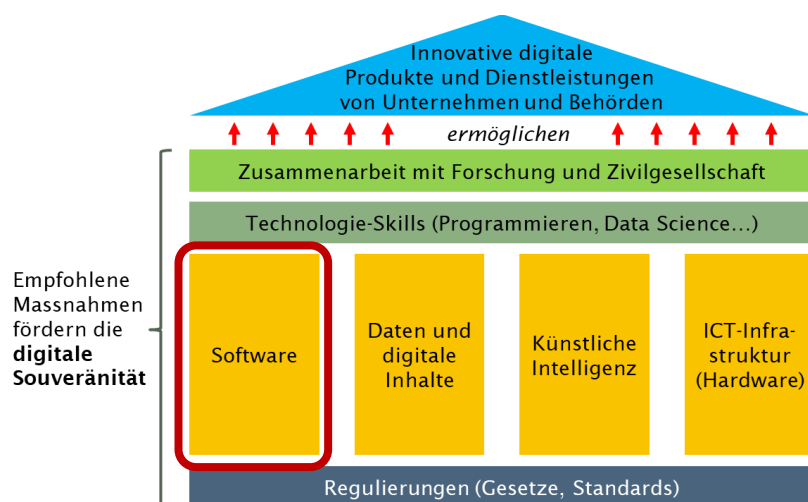 Innovative digitale
Produkte und Dienstleistungen
von Unternehmen und Behörden
ermöglichen
Zusammenarbeit mit Forschung und Zivilgesellschaft
Technologie-Skills (Programmieren, Data Science...)
Empfohlene
Massnahmen
fördern die
digitale
Souveränität
Software
Daten und
digitale
Inhalte
Künstliche
Intelligenz
ICT-Infra-
struktur
(Hardware)
Regulierungen (Gesetze, Standards)